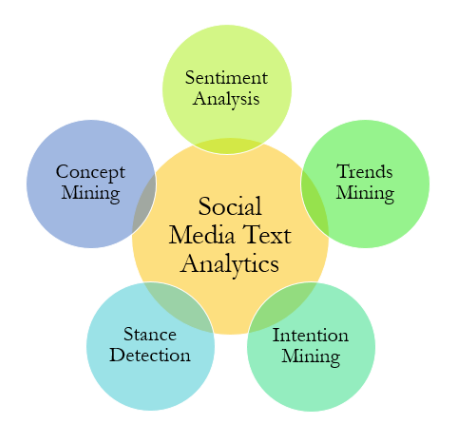 Sentiment
Analysis
Concept
Mining
Trends
Mining
Social
Media Text
Analytics
Stance
Detection
Intention
Mining